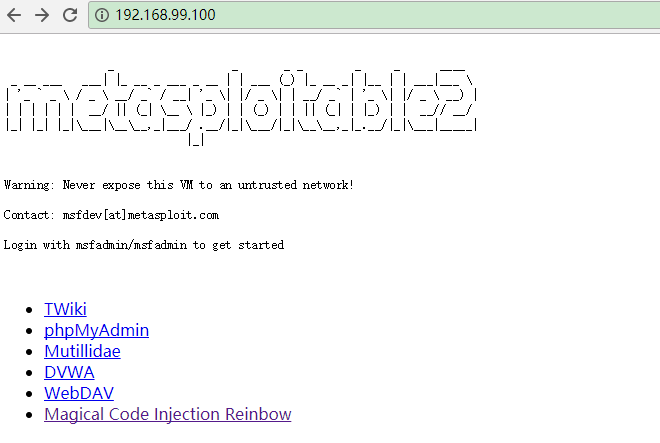 192.168.99.100
metasploitable2
Warning: Never expose this VM to an untrusted network!
Contact: msfdev[at]metasploit.com
Login with msfadmin/msfadmin to get started
TWiki
phpMyAdmin
Mutillidae
DVWA
WebDAV
Magical Code Injection Reinbow